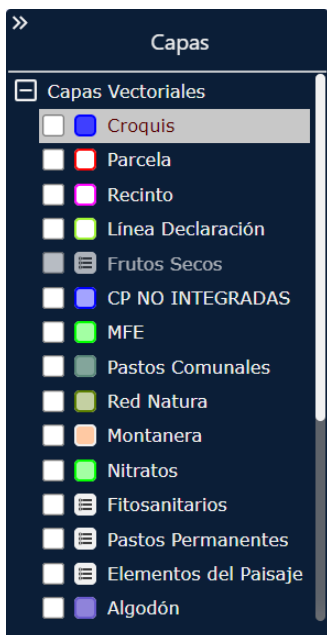 »
Capas
Capas Vectoriales
Croquis
Parcela
Recinto
Línea Declaración
Frutos Secos
CP NO INTEGRADAS
MFE
Pastos Comunales
Red Natura
Montanera
Nitratos
Fitosanitarios
Pastos Permanentes
Elementos del Paisaje
Algodón